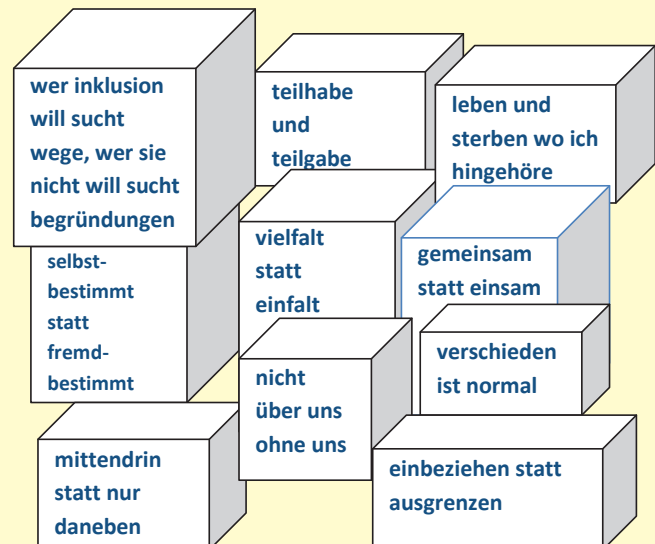 wer inklusion
will sucht
wege, wer sie
nicht will sucht
begründungen
teilhabe
und
teilgabe
leben und
sterben wo ich
hingehöre
selbst-
bestimmt
statt
fremd-
bestimmt
vielfalt
statt
einfalt
gemeinsam
statt einsam
nicht
über uns
ohne uns
verschieden
ist normal
mittendrin
statt nur
daneben
einbeziehen statt
ausgrenzen